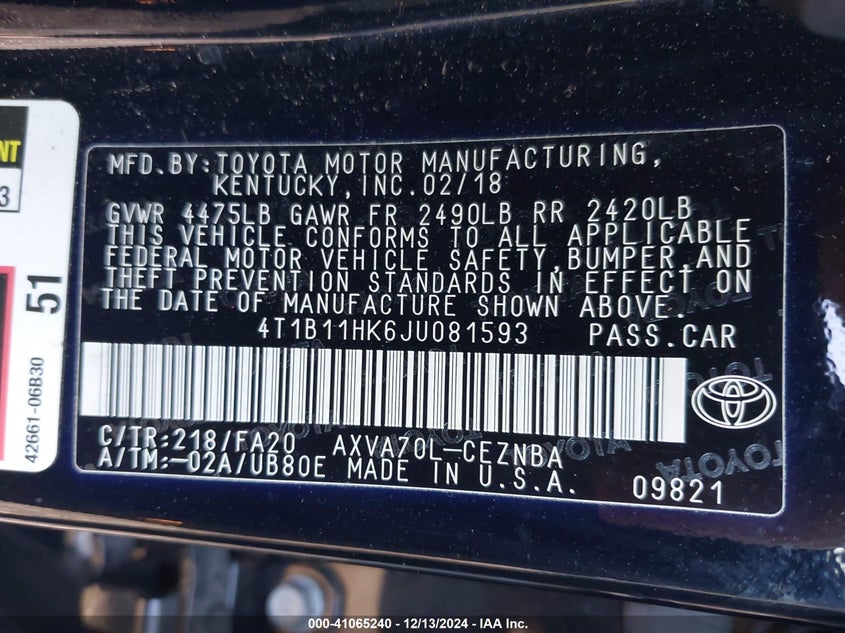 NT
3
51
42661-06B30
MFD.BY:TOYOTA MOTOR MANUFACTURING,
KENTUCKY,INC.02/18
GVWR 4475LB GAWR FR 2490LB RR 2420LB
THIS VEHICLE CONFORMS TO ALL APPLICABLE
FEDERAL MOTOR VEHICLE SAFETY,BUMPER,AND
THEFT PREVENTION STANDARDS IN EFFECT ON
THE DATE OF MANUFACTURE SHOWN ABOVE.
4T1B11HK6JU081593 PASS.CAR
C/TR:218/FA20 AXVA70L-CEZNBA
A/TM:-02A/UB80E MADE IN U.S.A. 09821
000-41065240 - 12/13/2024 - IAA Inc.